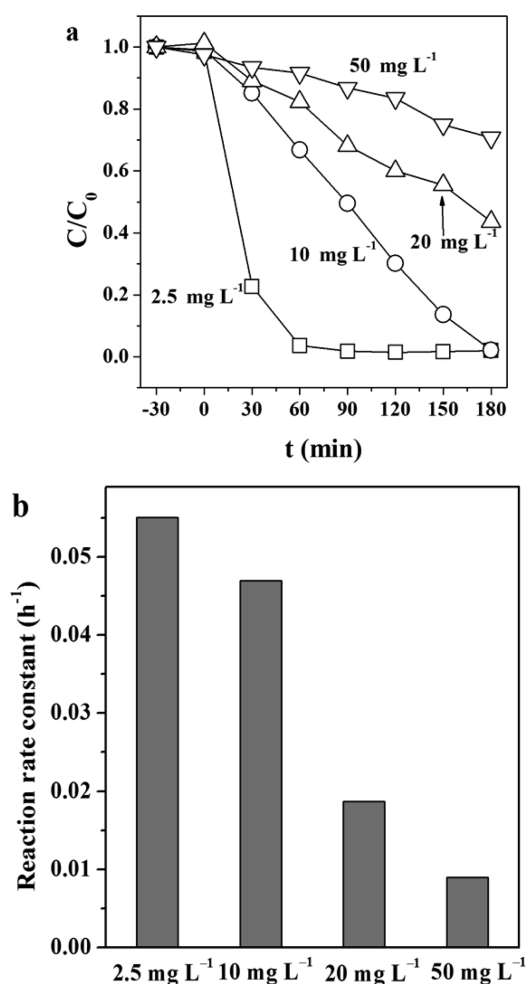 a
1.0
0.8
0.6
0.4
0.2
0.0
C/C₀
50 mg L⁻¹
20 mg L⁻¹
10 mg L⁻¹
2.5 mg L⁻¹
-30 0 30 60 90 120 150 180
t (min)
b
0.05
0.04
0.03
0.02
0.01
0.00
Reaction rate constant (h⁻¹)
2.5 mg L⁻¹ 10 mg L⁻¹ 20 mg L⁻¹ 50 mg L⁻¹